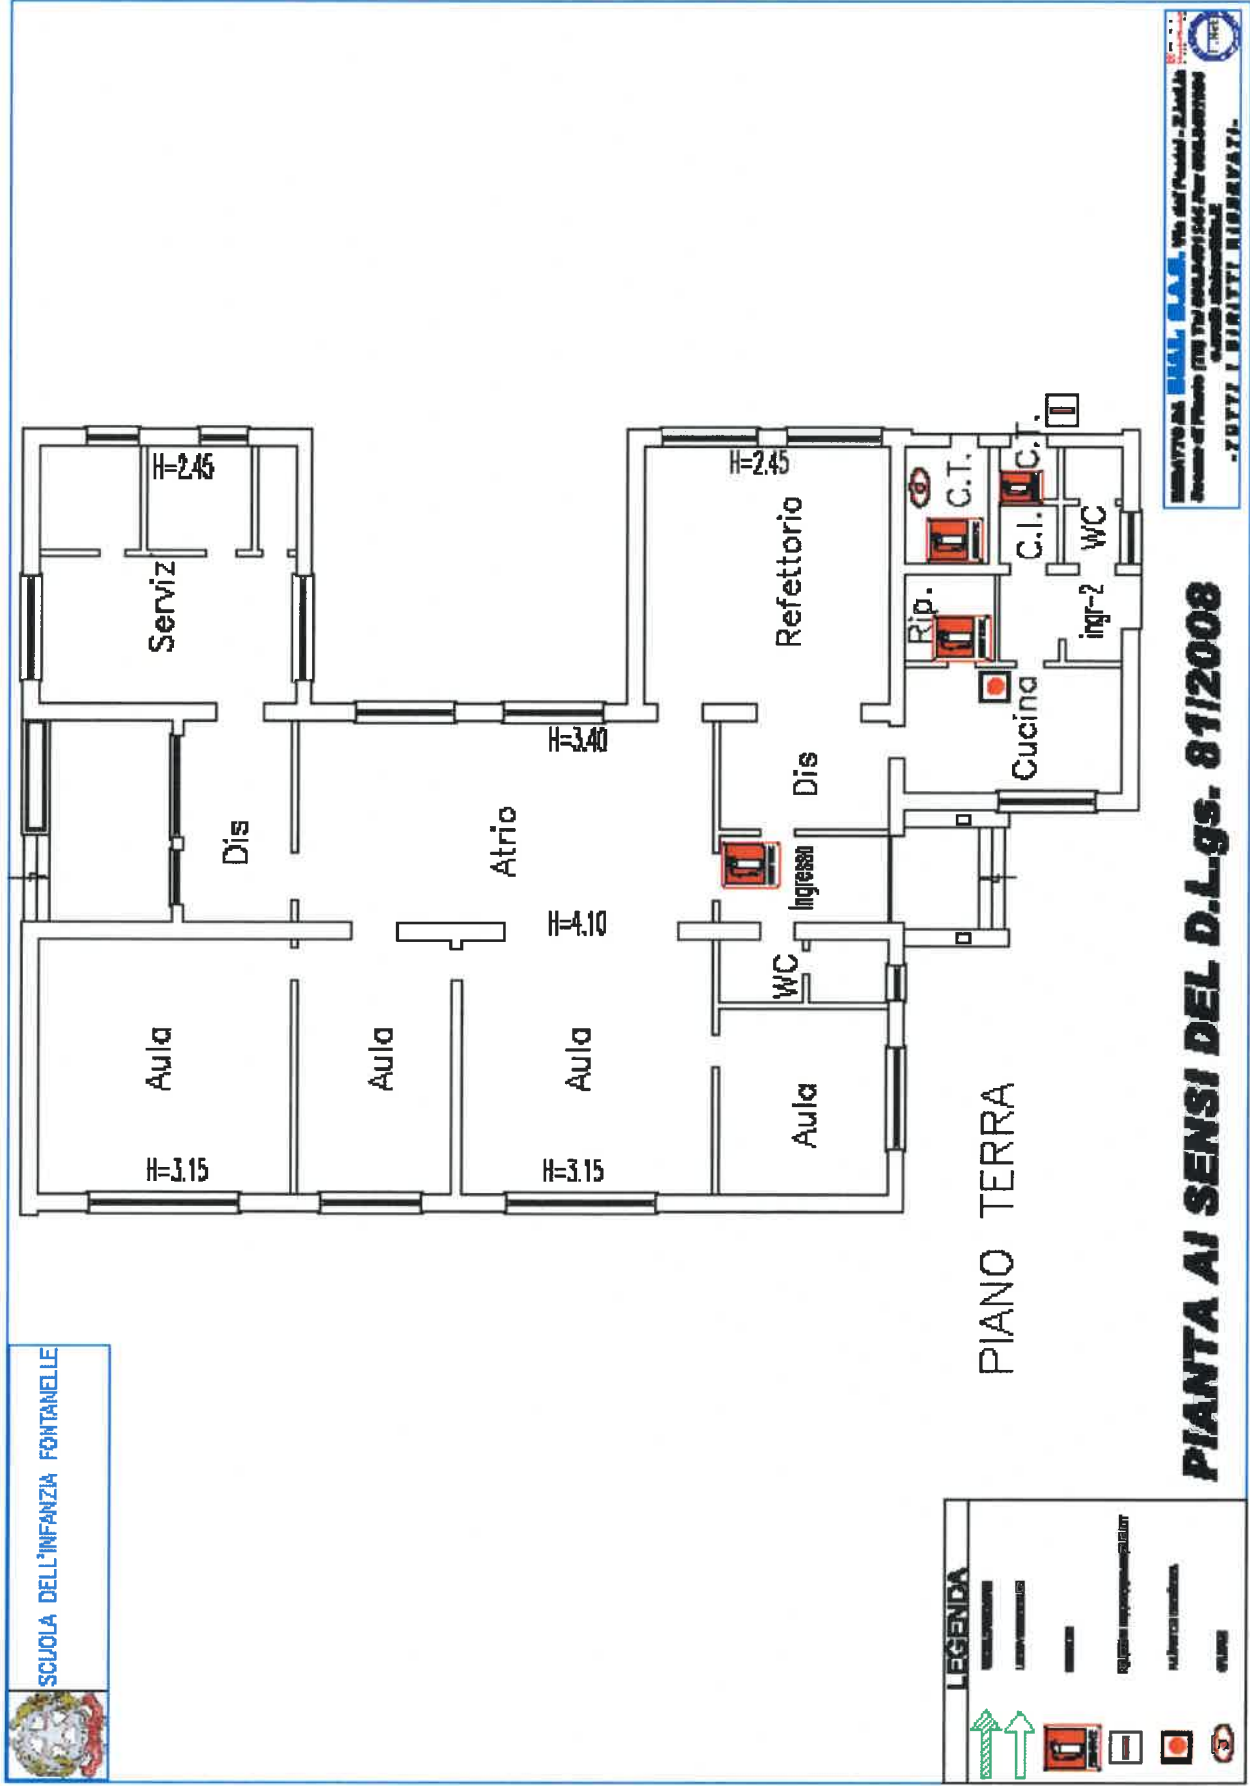 SCUOLA DELL'INFANZIA FONTANELLE
Aula
H=3.15
Aula
Aula
H=3.15
Aula
WC
Dis
Atrio
H=4.10
H=3.40
Ingresso
Dis
Serviz
H=2.45
Refettorio
H=2.45
Cucina
Rip.
C.T.
C.I.
C.T.
ingr-2
WC
PIANO TERRA
LEGENDA
PIANTA AI SENSI DEL D.Lgs. 81/2008
-TUTTI I DIRITTI RISERVATI-